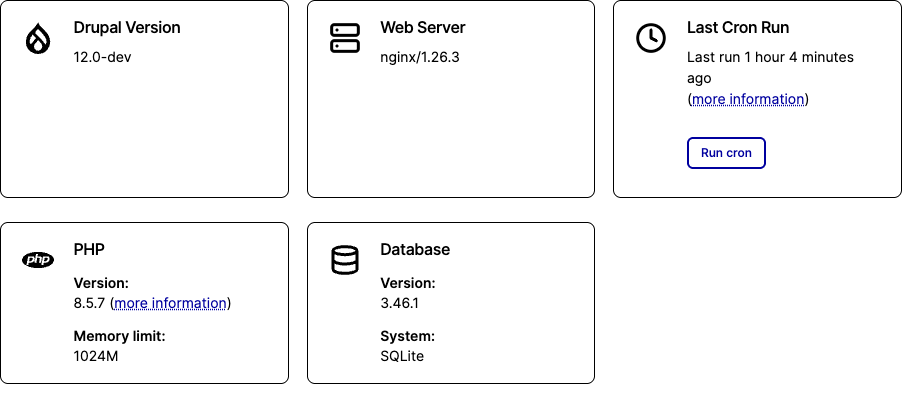 Drupal Version
12.0-dev
Web Server
nginx/1.26.3
Last Cron Run
Last run 1 hour 4 minutes
ago
(more information)
Run cron
php
PHP
Version:
8.5.7 (more information)
Memory limit:
1024M
Database
Version:
3.46.1
System:
SQLite